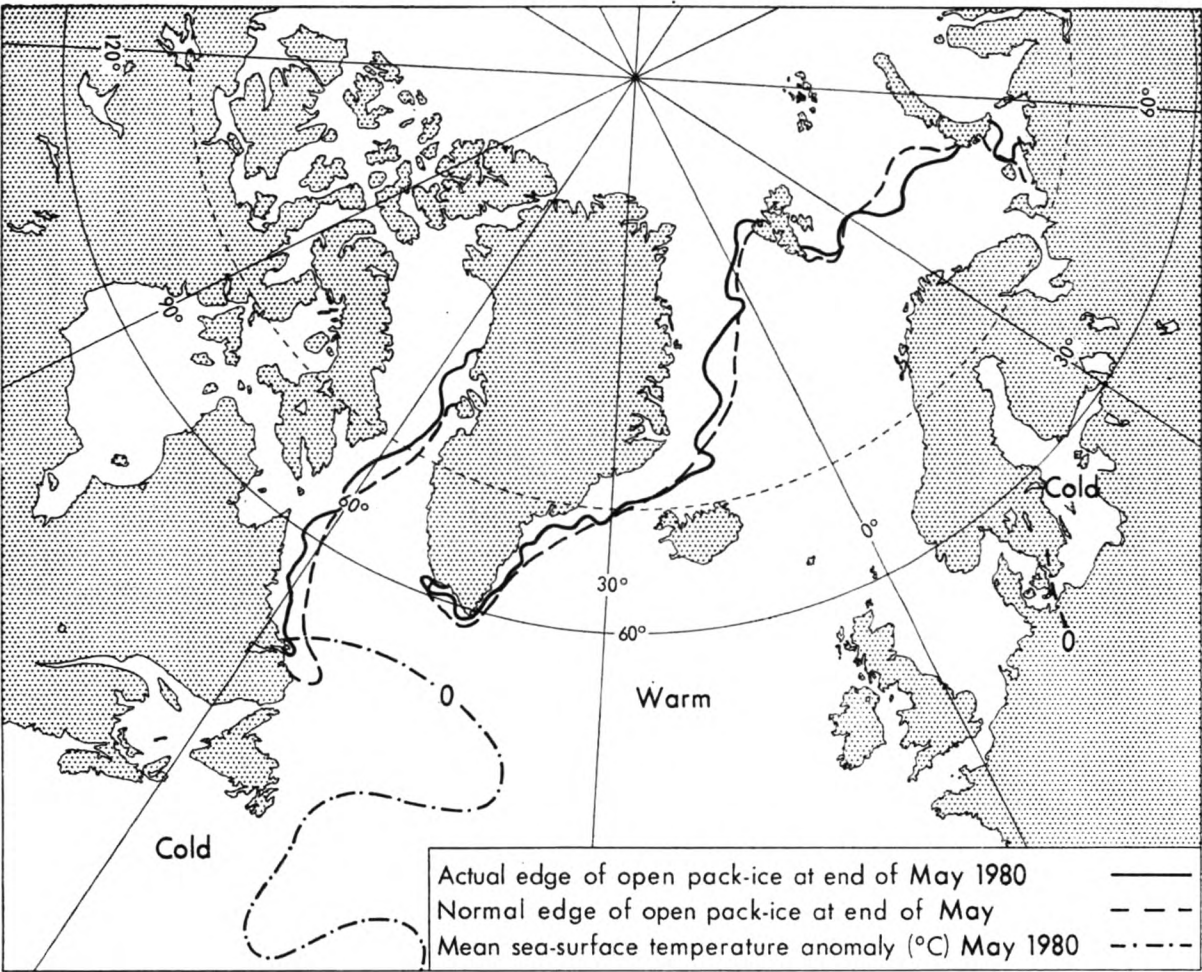 120°
60°
90°
30°
60°
Cold
0°
30°
60°
0
0
Warm
Cold
Actual edge of open pack-ice at end of May 1980
Normal edge of open pack-ice at end of May
Mean sea-surface temperature anomaly (°C) May 1980